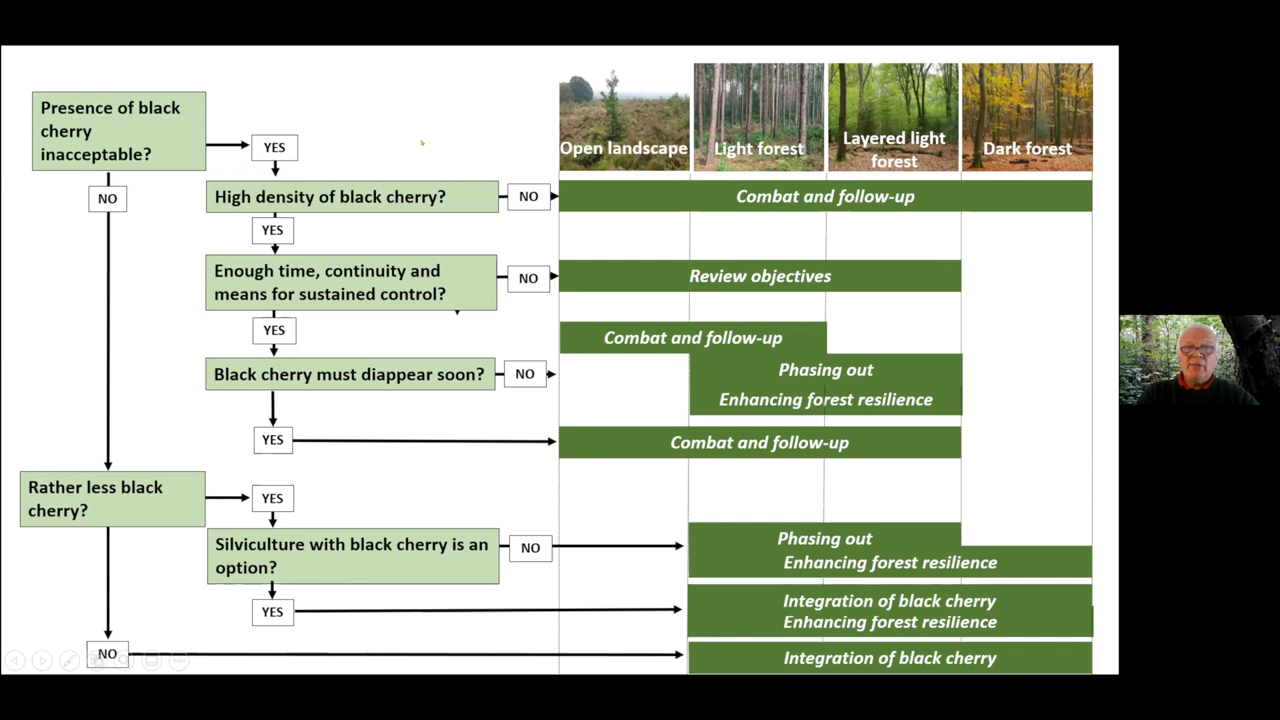 Presence of black
cherry
inacceptable?
YES
NO
Open landscape
Light forest
Layered light
forest
Dark forest
High density of black cherry?
NO
Combat and follow-up
YES
Enough time, continuity and
means for sustained control?
NO
Review objectives
YES
Combat and follow-up
Black cherry must diappear soon?
NO
Phasing out
Enhancing forest resilience
YES
Combat and follow-up
Rather less black
cherry?
YES
Silviculture with black cherry is an
option?
NO
Phasing out
Enhancing forest resilience
YES
Integration of black cherry
Enhancing forest resilience
NO
Integration of black cherry